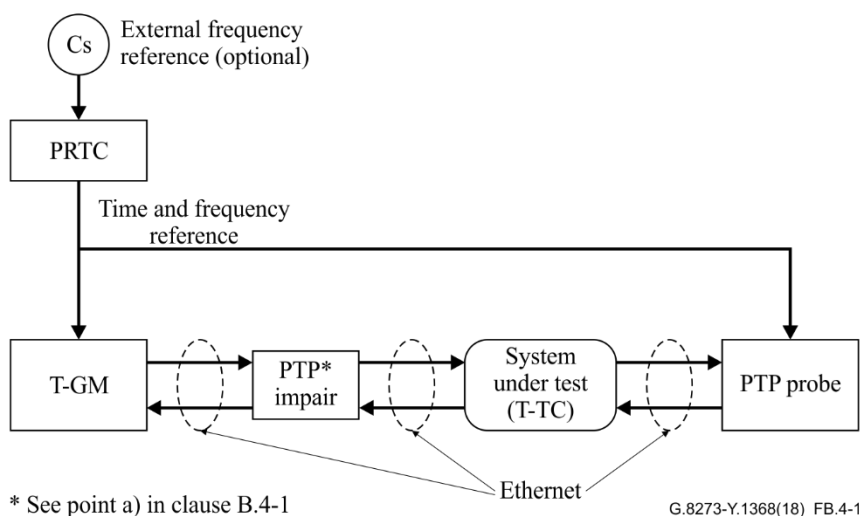 Cs
External frequency
reference (optional)
PRTC
Time and frequency
reference
T-GM
PTP*
impair
System
under test
(T-TC)
PTP probe
Ethernet
* See point a) in clause B.4-1
G.8273-Y.1368(18)_FB.4-1